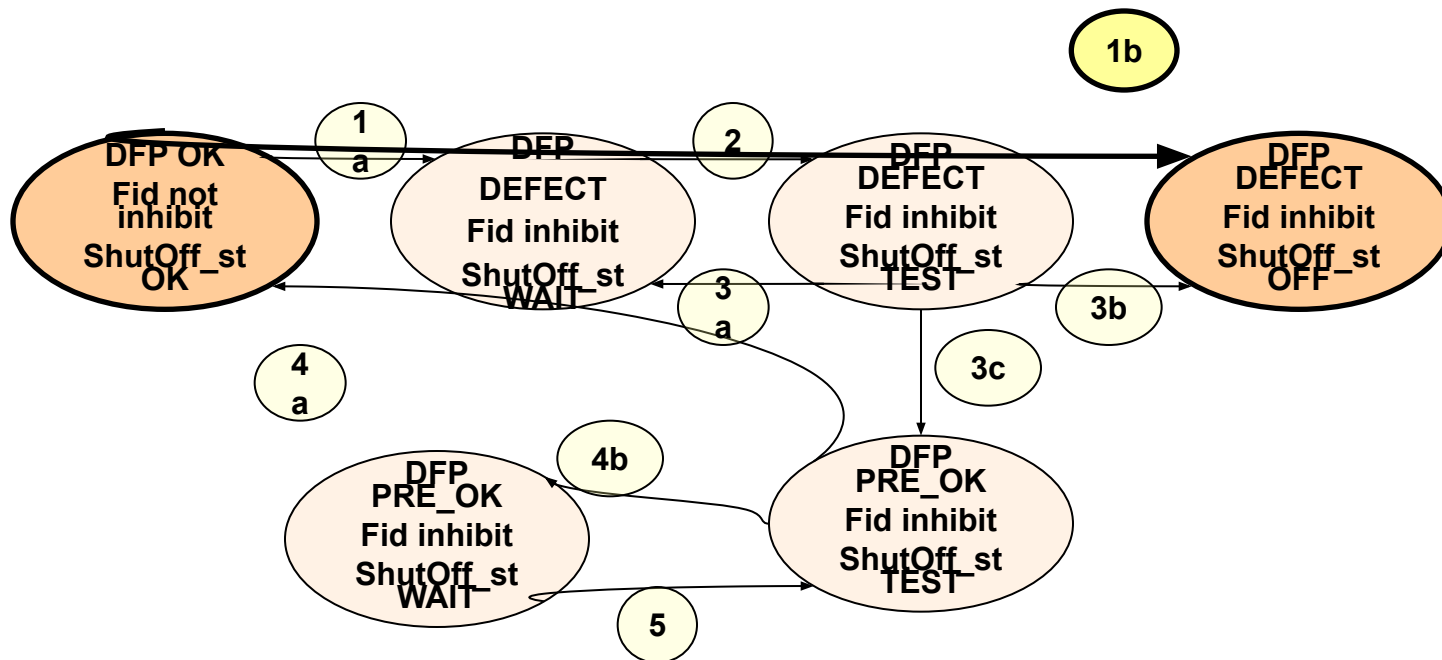 1b
1
a
2
DFP OK
Fid not
inhibit
ShutOff_st
OK
DFP
DEFECT
Fid inhibit
ShutOff_st
WAIT
DFP
DEFECT
Fid inhibit
ShutOff_st
TEST
DFP
DEFECT
Fid inhibit
ShutOff_st
OFF
3
a
3b
3c
4
a
4b
DFP
PRE_OK
Fid inhibit
ShutOff_st
WAIT
DFP
PRE_OK
Fid inhibit
ShutOff_st
TEST
5